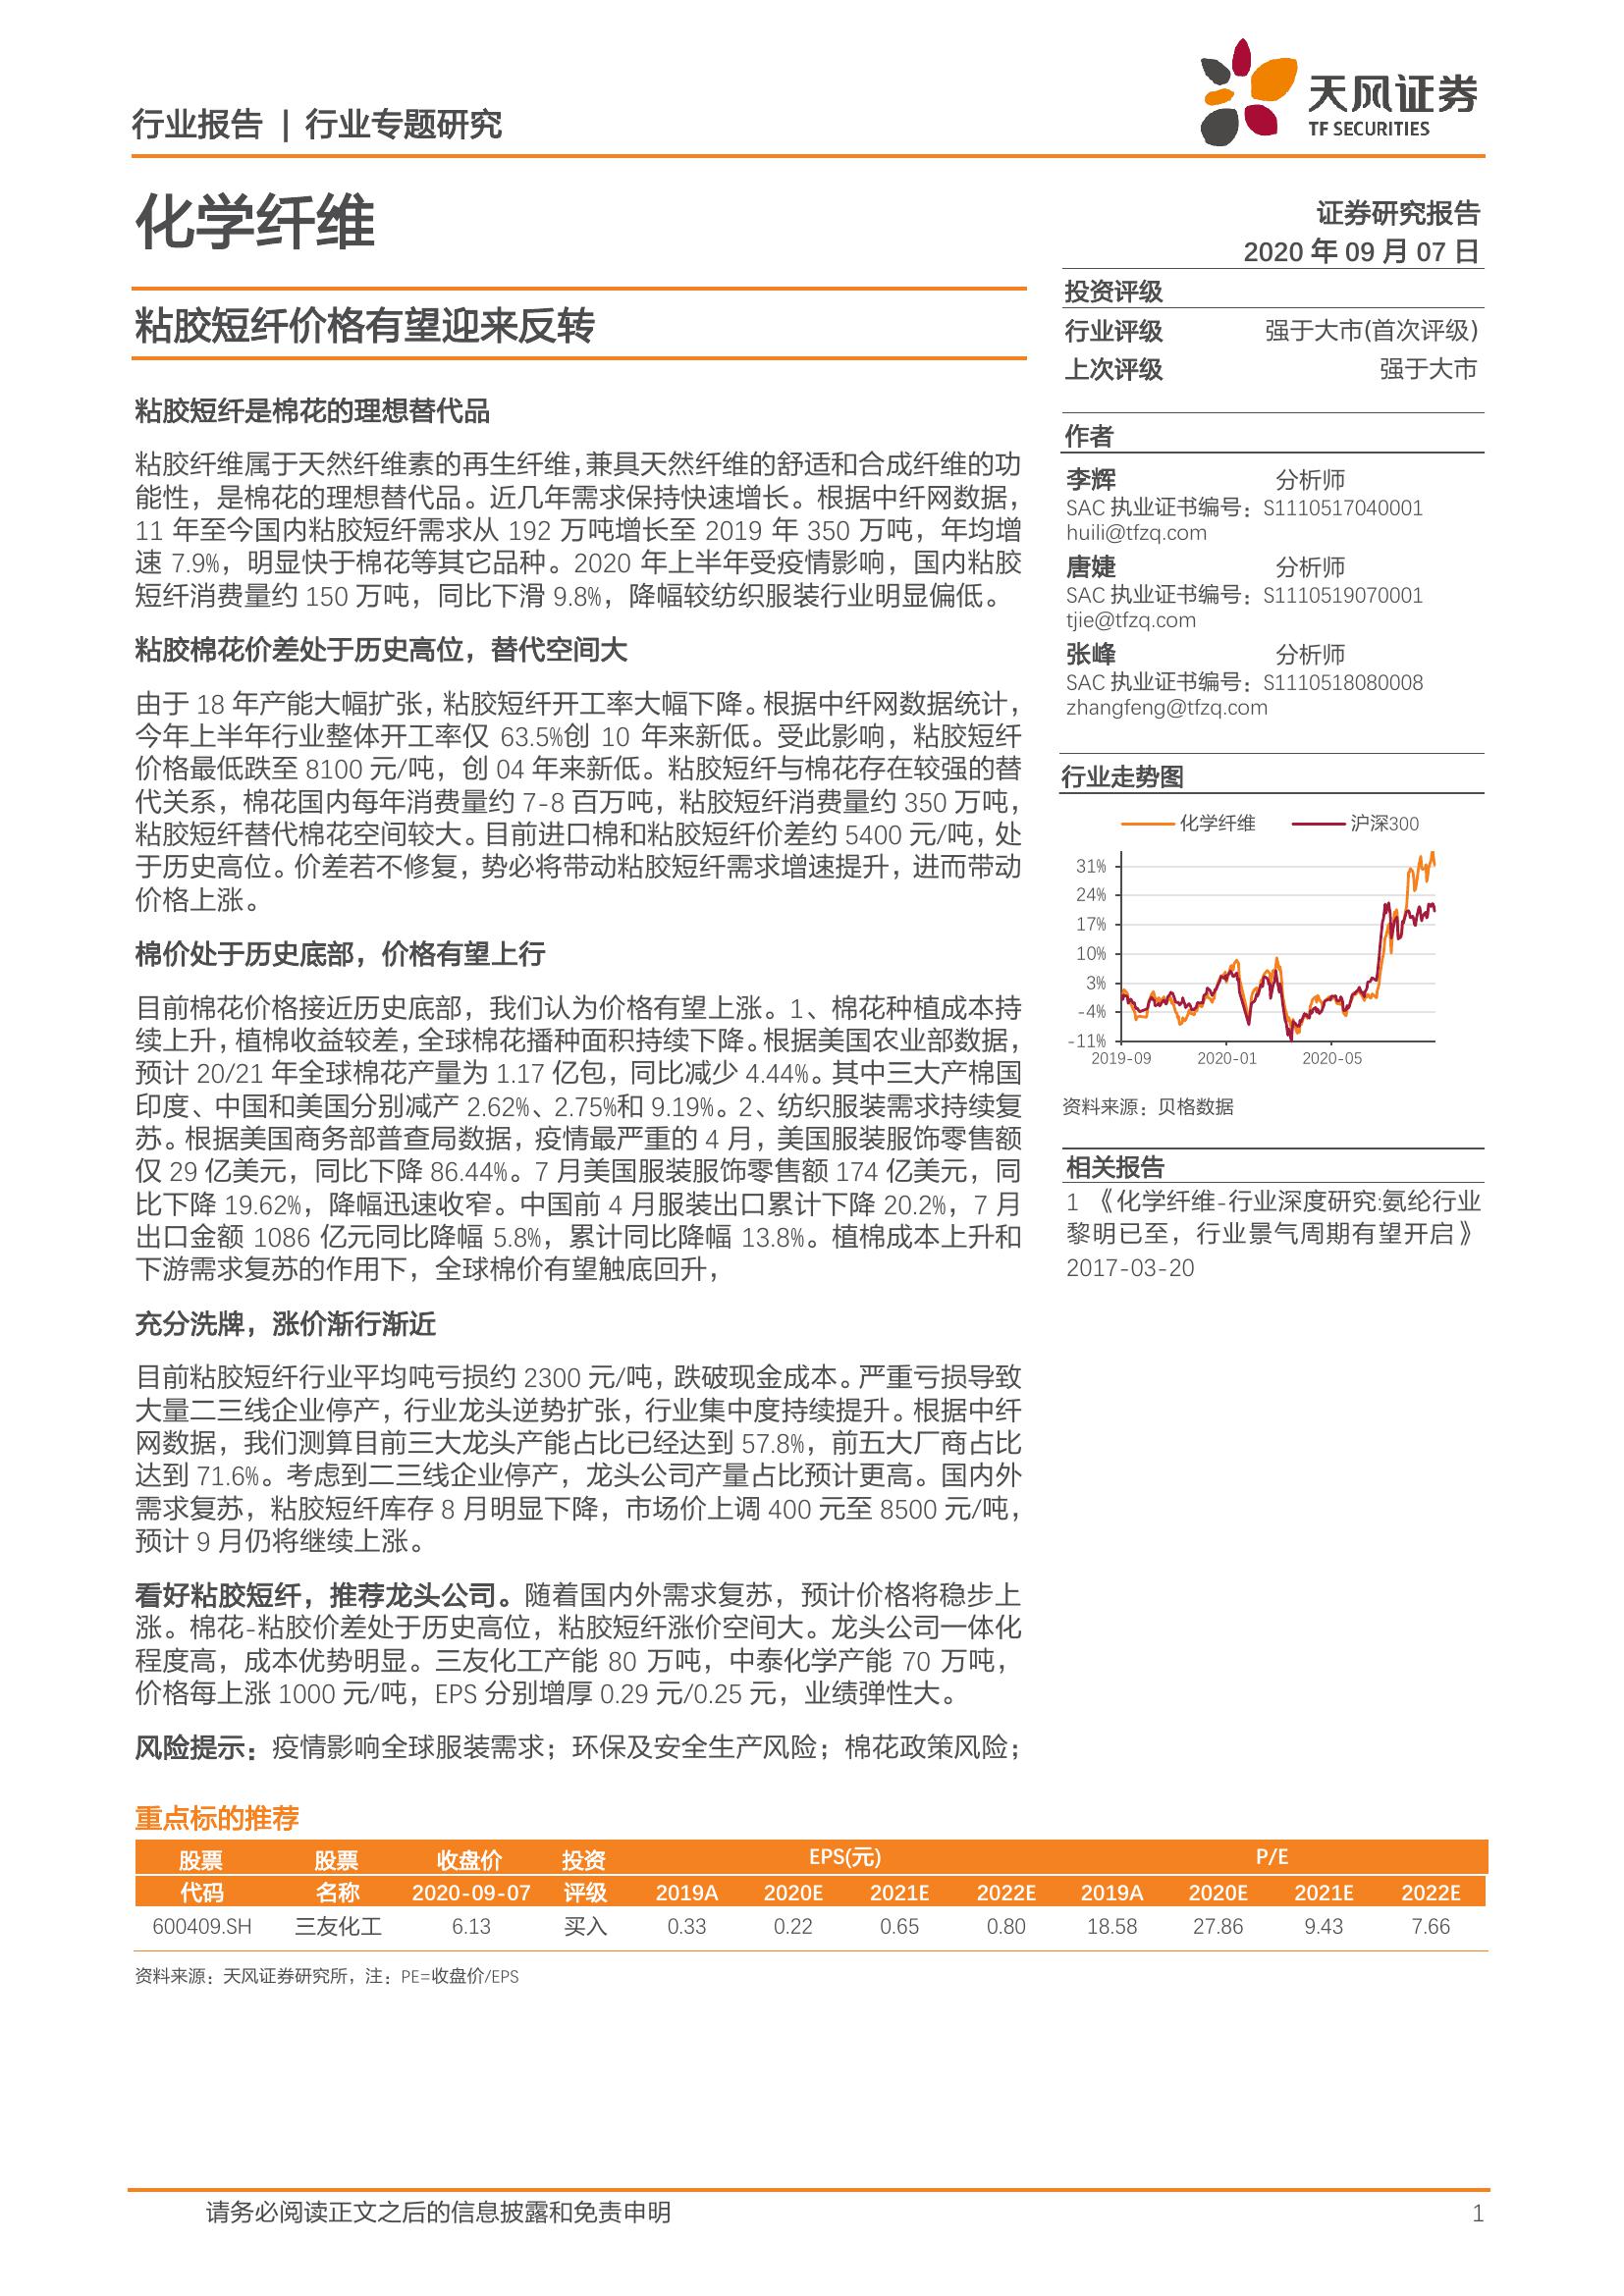 行业报告 | 行业专题研究
天风证券
TF SECURITIES
化学纤维
证券研究报告
2020 年 09 月 07 日
粘胶短纤价格有望迎来反转
粘胶短纤是棉花的理想替代品
粘胶纤维属于天然纤维素的再生纤维，兼具天然纤维的舒适和合成纤维的功
能性，是棉花的理想替代品。近几年需求保持快速增长。根据中纤网数据，
11 年至今国内粘胶短纤需求从 192 万吨增长至 2019 年 350 万吨，年均增
速 7.9%，明显快于棉花等其它品种。2020 年上半年受疫情影响，国内粘胶
短纤消费量约 150 万吨，同比下滑 9.8%，降幅较纺织服装行业明显偏低。
粘胶棉花价差处于历史高位，替代空间大
由于 18 年产能大幅扩张，粘胶短纤开工率大幅下降。根据中纤网数据统计，
今年上半年行业整体开工率仅 63.5%创 10 年来新低。受此影响，粘胶短纤
价格最低跌至 8100 元/吨，创 04 年来新低。粘胶短纤与棉花存在较强的替
代关系，棉花国内每年消费量约 7-8 百万吨，粘胶短纤消费量约 350 万吨，
粘胶短纤替代棉花空间较大。目前进口棉和粘胶短纤价差约 5400 元/吨，处
于历史高位。价差若不修复，势必将带动粘胶短纤需求增速提升，进而带动
价格上涨。
棉价处于历史底部，价格有望上行
目前棉花价格接近历史底部，我们认为价格有望上涨。1、棉花种植成本持
续上升，植棉收益较差，全球棉花播种面积持续下降。根据美国农业部数据，
预计 20/21 年全球棉花产量为 1.17 亿包，同比减少 4.44%。其中三大产棉国
印度、中国和美国分别减产 2.62%、2.75%和 9.19%。2、纺织服装需求持续复
苏。根据美国商务部普查局数据，疫情最严重的 4 月，美国服装服饰零售额
仅 29 亿美元，同比下降 86.44%。7 月美国服装服饰零售额 174 亿美元，同
比下降 19.62%，降幅迅速收窄。中国前 4 月服装出口累计下降 20.2%，7 月
出口金额 1086 亿元同比降幅 5.8%，累计同比降幅 13.8%。植棉成本上升和
下游需求复苏的作用下，全球棉价有望触底回升，
充分洗牌，涨价渐行渐近
目前粘胶短纤行业平均吨亏损约 2300 元/吨，跌破现金成本。严重亏损导致
大量二三线企业停产，行业龙头逆势扩张，行业集中度持续提升。根据中纤
网数据，我们测算目前三大龙头产能占比已经达到 57.8%，前五大厂商占比
达到 71.6%。考虑到二三线企业停产，龙头公司产量占比预计更高。国内外
需求复苏，粘胶短纤库存 8 月明显下降，市场价上调 400 元至 8500 元/吨，
预计 9 月仍将继续上涨。
看好粘胶短纤，推荐龙头公司。随着国内外需求复苏，预计价格将稳步上
涨。棉花-粘胶价差处于历史高位，粘胶短纤涨价空间大。龙头公司一体化
程度高，成本优势明显。三友化工产能 80 万吨，中泰化学产能 70 万吨，
价格每上涨 1000 元/吨，EPS 分别增厚 0.29 元/0.25 元，业绩弹性大。
风险提示：疫情影响全球服装需求；环保及安全生产风险；棉花政策风险；
投资评级
行业评级 强于大市(首次评级)
上次评级 强于大市
作者
李辉 分析师
SAC 执业证书编号：S1110517040001
huili@tfzq.com
唐婕 分析师
SAC 执业证书编号：S1110519070001
tjie@tfzq.com
张峰 分析师
SAC 执业证书编号：S1110518080008
zhangfeng@tfzq.com
行业走势图
化学纤维 沪深300
31%
24%
17%
10%
3%
-4%
-11%
2019-09 2020-01 2020-05
资料来源：贝格数据
相关报告
1 《化学纤维-行业深度研究:氨纶行业
黎明已至，行业景气周期有望开启》
2017-03-20
重点标的推荐
股票 股票 收盘价 投资 EPS(元) P/E
代码 名称 2020-09-07 评级 2019A 2020E 2021E 2022E 2019A 2020E 2021E 2022E
600409.SH 三友化工 6.13 买入 0.33 0.22 0.65 0.80 18.58 27.86 9.43 7.66
资料来源：天风证券研究所，注：PE=收盘价/EPS
请务必阅读正文之后的信息披露和免责申明 1